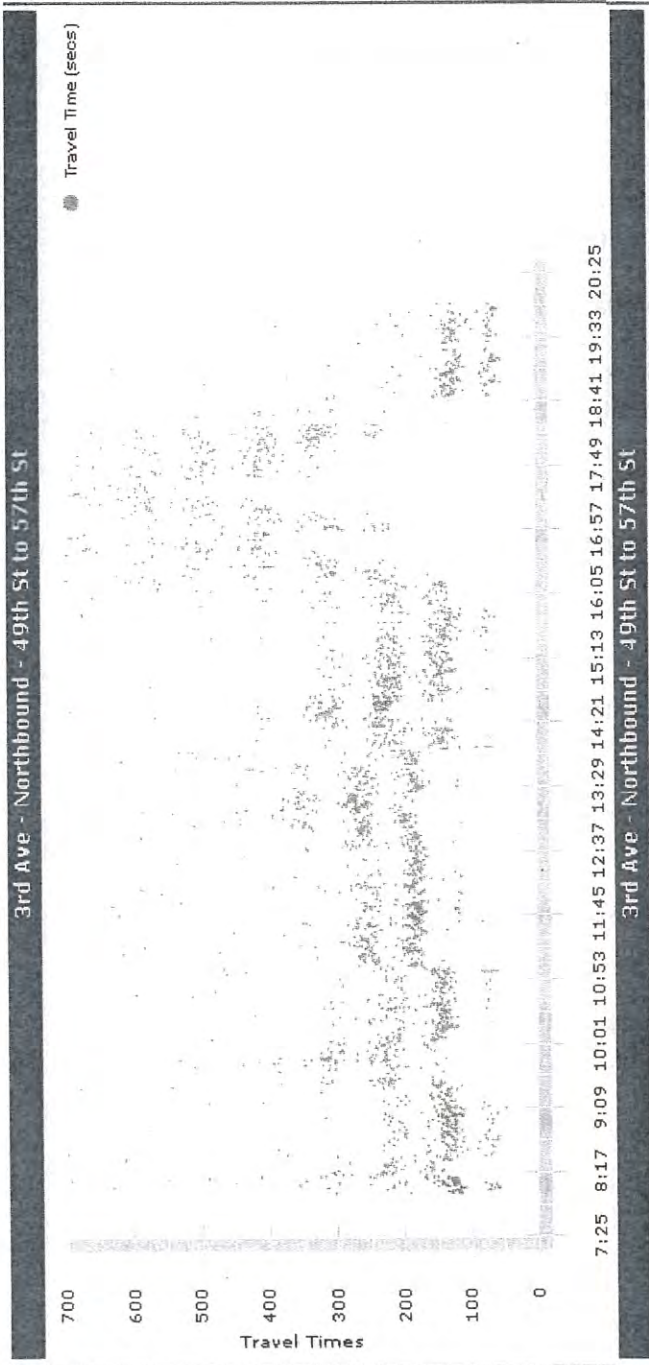 3rd Ave - Northbound - 49th St to 57th St
Travel Time (secs)
700
600
500
400
300
200
100
0
Travel Times
7:25 8:17 9:09 10:01 10:53 11:45 12:37 13:29 14:21 15:13 16:05 16:57 17:49 18:41 19:33 20:25
3rd Ave - Northbound - 49th St to 57th St